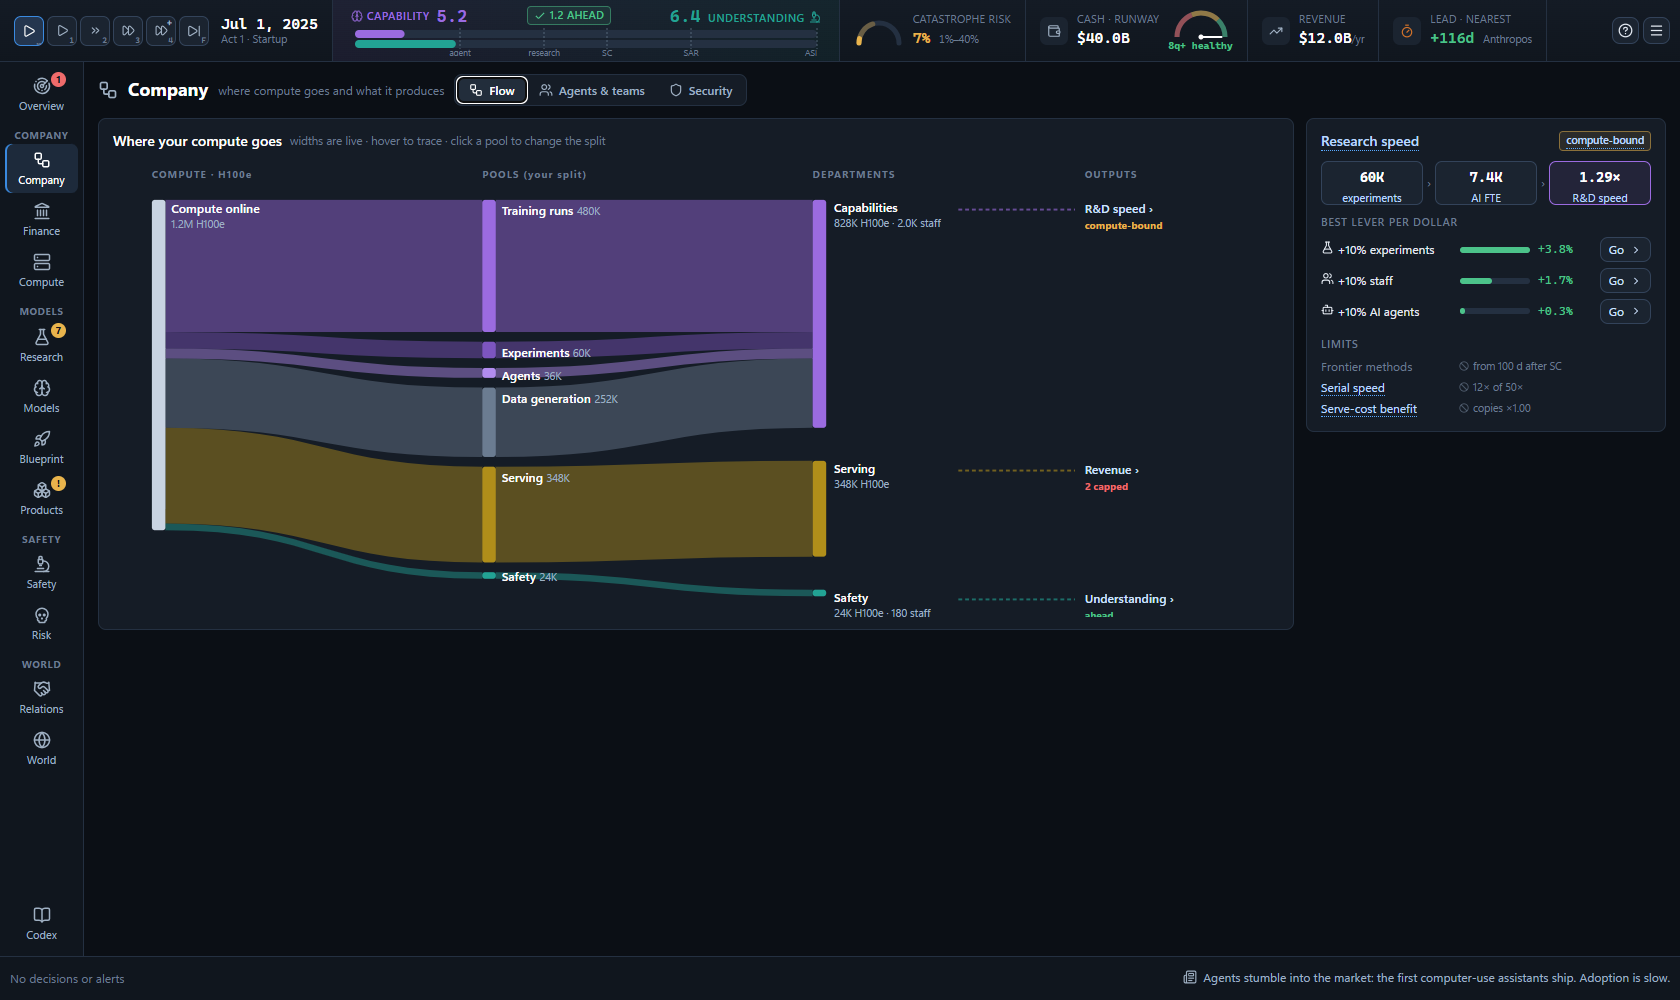 1
2
3
4
F
Jul 1, 2025
Act 1 · Startup
CAPABILITY 5.2
1.2 AHEAD
6.4 UNDERSTANDING
agent
research
SC
SAR
ASI
CATASTROPHE RISK
7% 1%–40%
CASH · RUNWAY
$40.0B
8q+ healthy
REVENUE
$12.0B/yr
LEAD · NEAREST
+116d Anthropos
1
Overview
COMPANY
Company
Finance
Compute
MODELS
7
Research
Models
Blueprint
!
Products
SAFETY
Safety
Risk
WORLD
Relations
World
Codex
Company where compute goes and what it produces
Flow
Agents & teams
Security
Where your compute goes widths are live · hover to trace · click a pool to change the split
COMPUTE · H100e
POOLS (your split)
DEPARTMENTS
OUTPUTS
Compute online
1.2M H100e
Training runs 480K
Experiments 60K
Agents 36K
Data generation 252K
Serving 348K
Safety 24K
Capabilities
828K H100e · 2.0K staff
Serving
348K H100e
Safety
24K H100e · 180 staff
R&D speed ›
compute-bound
Revenue ›
2 capped
Understanding ›
ahead
Research speed
compute-bound
60K
experiments
›
7.4K
AI FTE
›
1.29×
R&D speed
BEST LEVER PER DOLLAR
+10% experiments +3.8% Go ›
+10% staff +1.7% Go ›
+10% AI agents +0.3% Go ›
LIMITS
Frontier methods from 100 d after SC
Serial speed 12× of 50×
Serve-cost benefit copies ×1.00
No decisions or alerts
Agents stumble into the market: the first computer-use assistants ship. Adoption is slow.